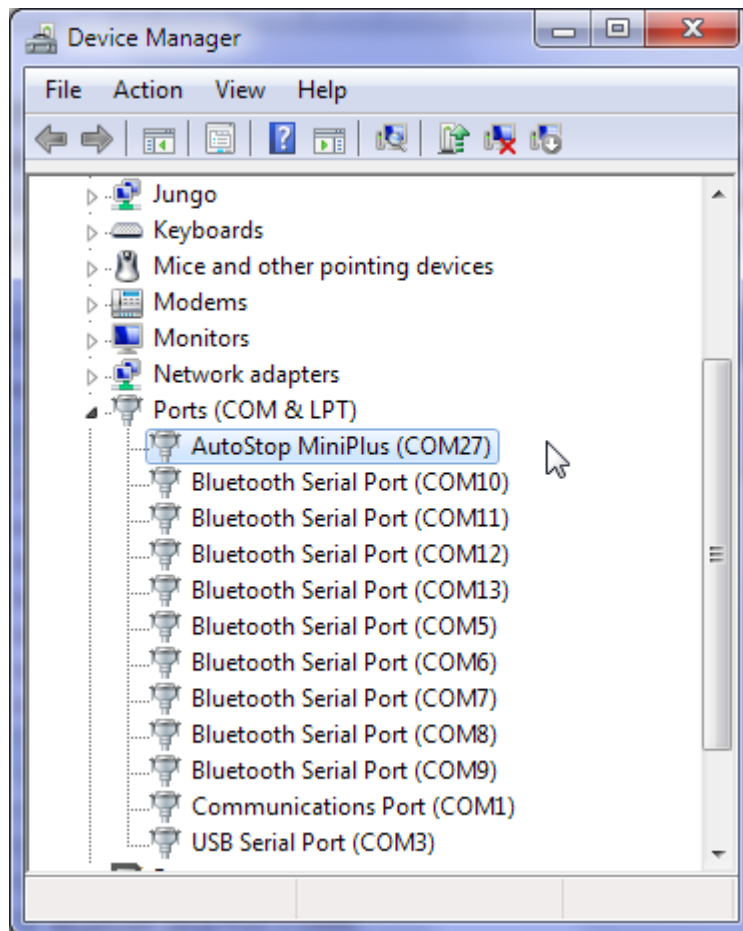 Device Manager
File Action View Help
Jungo
Keyboards
Mice and other pointing devices
Modems
Monitors
Network adapters
Ports (COM & LPT)
AutoStop MiniPlus (COM27)
Bluetooth Serial Port (COM10)
Bluetooth Serial Port (COM11)
Bluetooth Serial Port (COM12)
Bluetooth Serial Port (COM13)
Bluetooth Serial Port (COM5)
Bluetooth Serial Port (COM6)
Bluetooth Serial Port (COM7)
Bluetooth Serial Port (COM8)
Bluetooth Serial Port (COM9)
Communications Port (COM1)
USB Serial Port (COM3)